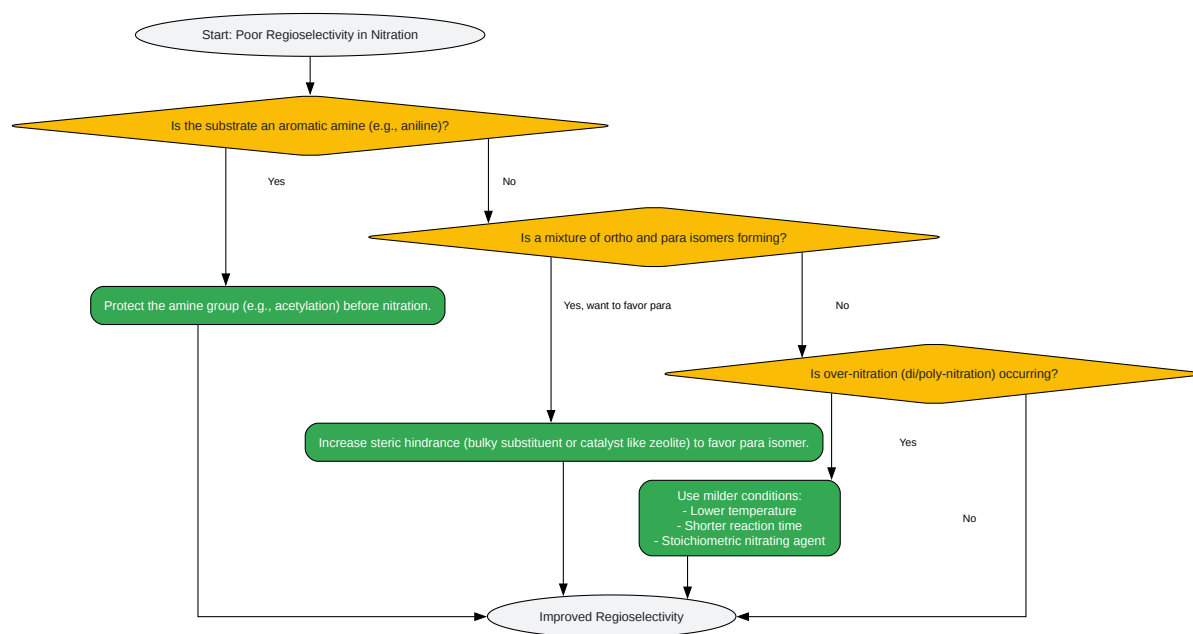 Start: Poor Regioselectivity in Nitration
Is the substrate an aromatic amine (e.g., aniline)?
Yes
No
Is a mixture of ortho and para isomers forming?
Protect the amine group (e.g., acetylation) before nitration.
Yes, want to favor para
No
Is over-nitration (di/poly-nitration) occurring?
Increase steric hindrance (bulky substituent or catalyst like zeolite) to favor para isomer.
Yes
Use milder conditions:
- Lower temperature
- Shorter reaction time
- Stoichiometric nitrating agent
No
Improved Regioselectivity